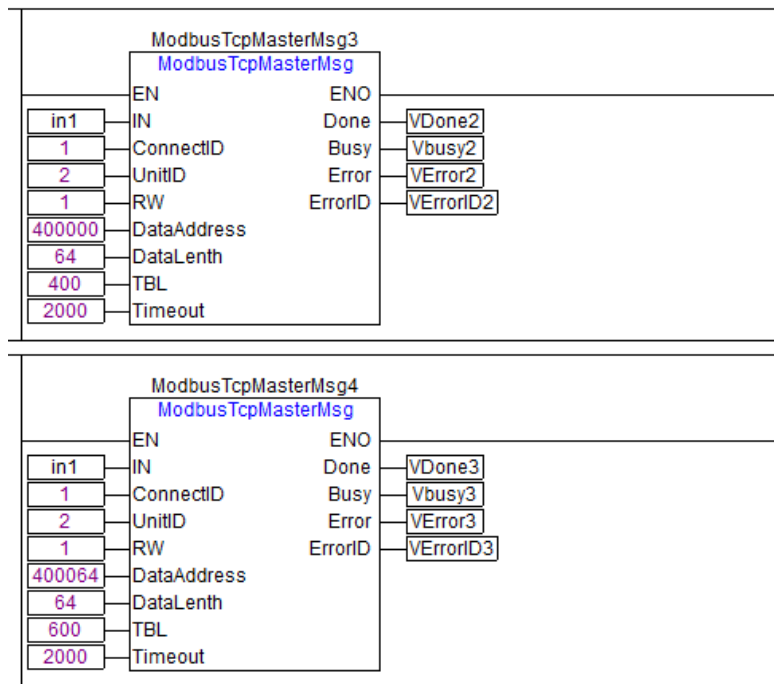 ModbusTcpMasterMsg3
ModbusTcpMasterMsg
EN ENO
in1 IN Done VDone2
1 ConnectID Busy Vbusy2
2 UnitID Error VError2
1 RW ErrorID VErrorID2
400000 DataAddress
64 DataLenth
400 TBL
2000 Timeout
ModbusTcpMasterMsg4
ModbusTcpMasterMsg
EN ENO
in1 IN Done VDone3
1 ConnectID Busy Vbusy3
2 UnitID Error VError3
1 RW ErrorID VErrorID3
400064 DataAddress
64 DataLenth
600 TBL
2000 Timeout